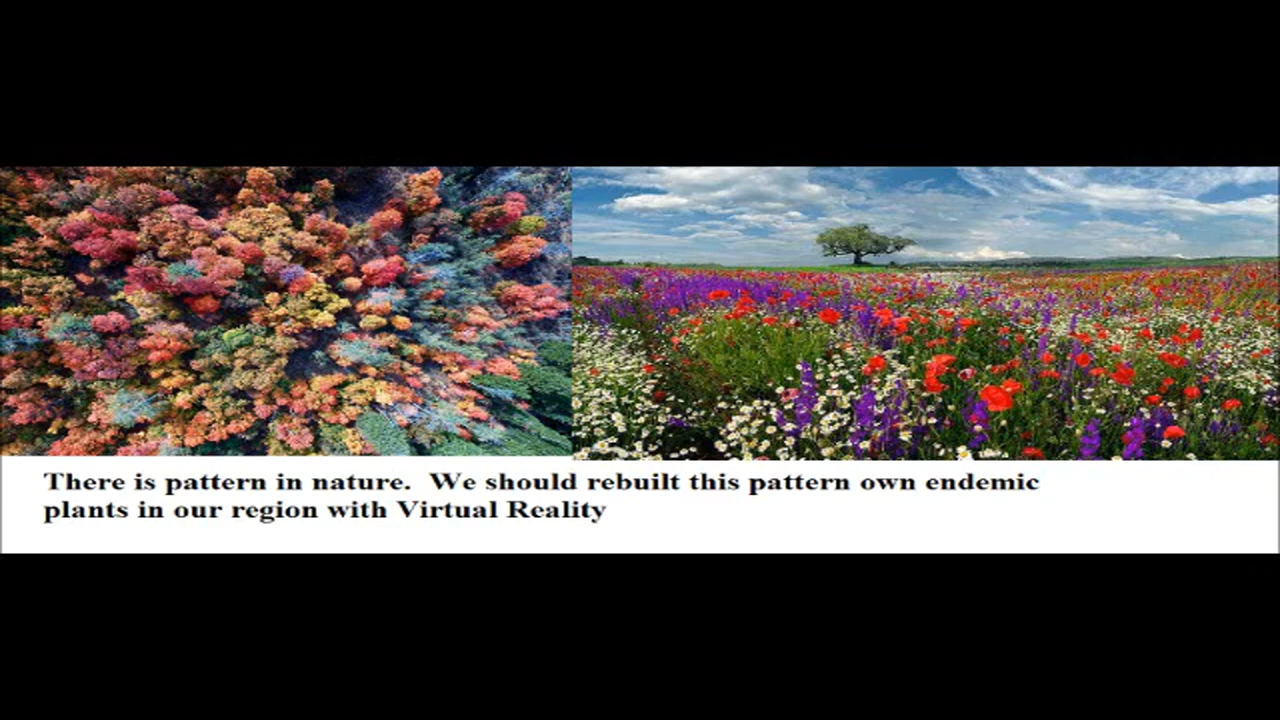 There is pattern in nature.  We should rebuilt this pattern own endemic
plants in our region with Virtual Reality